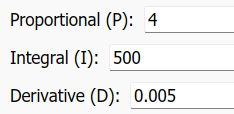 Proportional (P): 4
Integral (I): 500
Derivative (D): 0.005